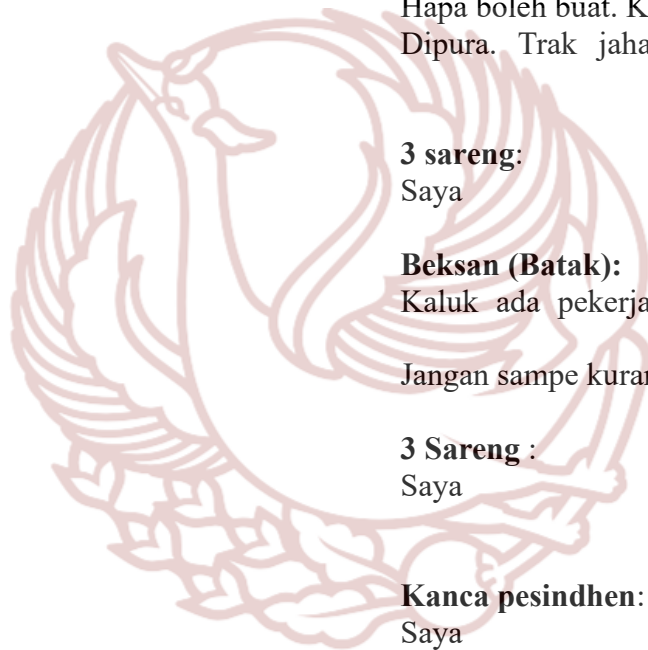 Hapa boleh buat. K
Dipura. Trak jaha
3 sareng:
Saya
Beksan (Batak):
Kaluk ada pekerja
Jangan sampe kura
3 Sareng :
Saya
Kanca pesindhen:
Saya